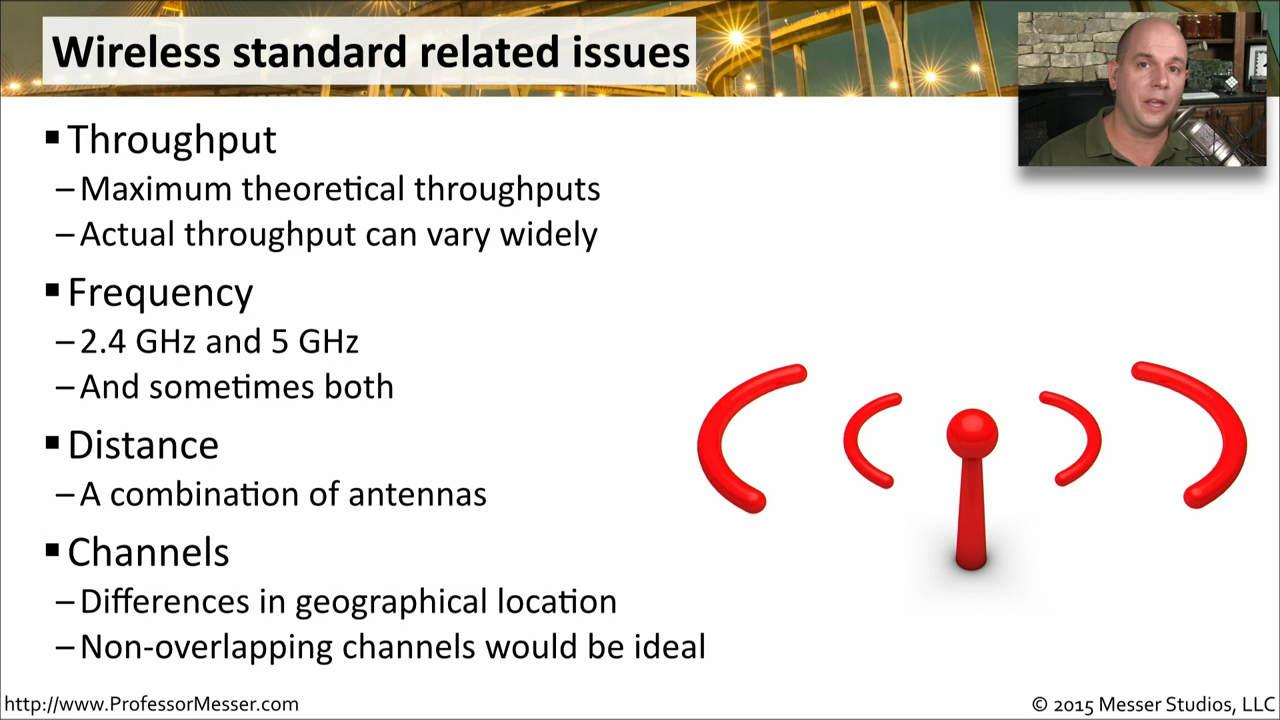 Wireless standard related issues
▪ Throughput
– Maximum theoretical throughputs
– Actual throughput can vary widely
▪ Frequency
– 2.4 GHz and 5 GHz
– And sometimes both
▪ Distance
– A combination of antennas
▪ Channels
– Differences in geographical location
– Non-overlapping channels would be ideal
http://www.ProfessorMesser.com
© 2015 Messer Studios, LLC